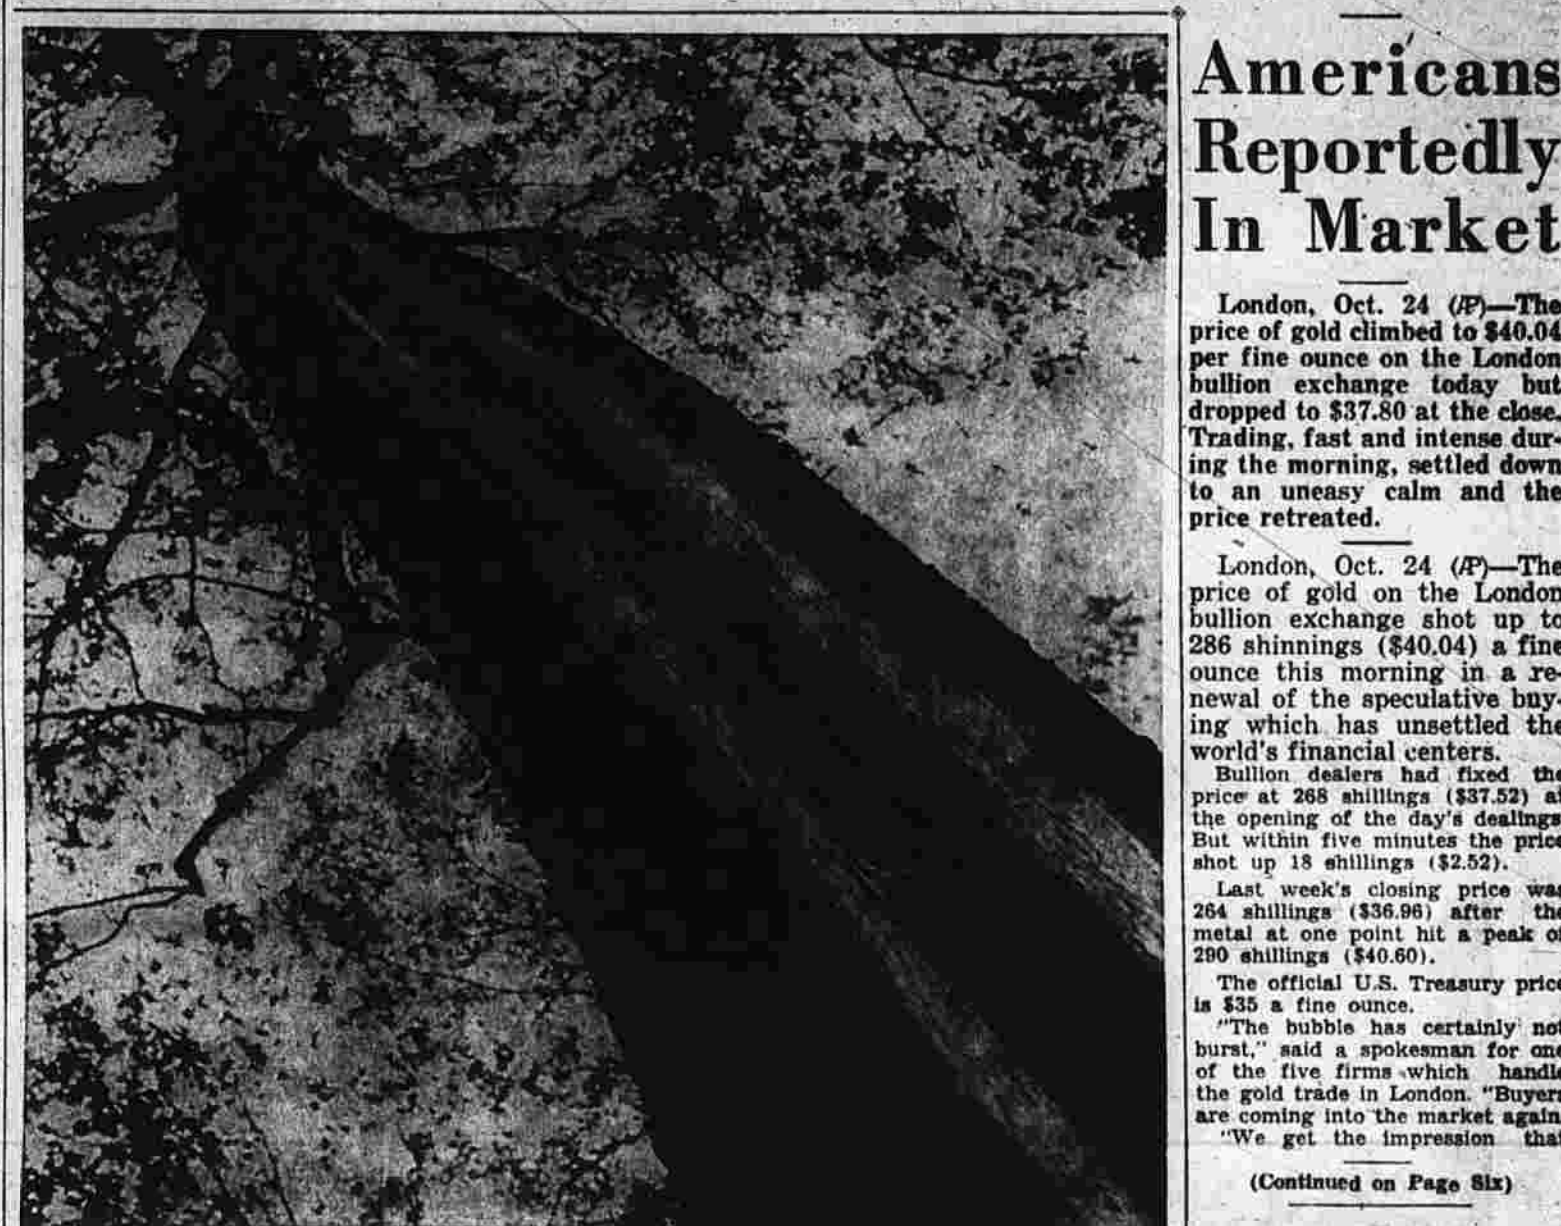 Americans
Reportedly
In Market
London, Oct. 24 (AP)—The
price of gold climbed to $40.04
per fine ounce on the London
bullion exchange today but
dropped to $37.80 at the close.
Trading, fast and intense dur-
ing the morning, settled down
to an uneasy calm and the
price retreated.
London, Oct. 24 (AP)—The
price of gold on the London
bullion exchange shot up to
286 shinnings ($40.04) a fine
ounce this morning in a re-
newal of the speculative buy-
ing which has unsettled the
world's financial centers.
Bullion dealers had fixed the
price at 268 shillings ($37.52) at
the opening of the day's dealings.
But within five minutes the price
shot up 18 shillings ($2.52).
Last week's closing price was
264 shillings ($36.96) after the
metal at one point hit a peak of
290 shillings ($40.60).
The official U.S. Treasury price
is $35 a fine ounce.
"The bubble has certainly not
burst," said a spokesman for one
of the five firms which handle
the gold trade in London. "Buyers
are coming into the market again.
"We get the impression that
(Continued on Page Six)